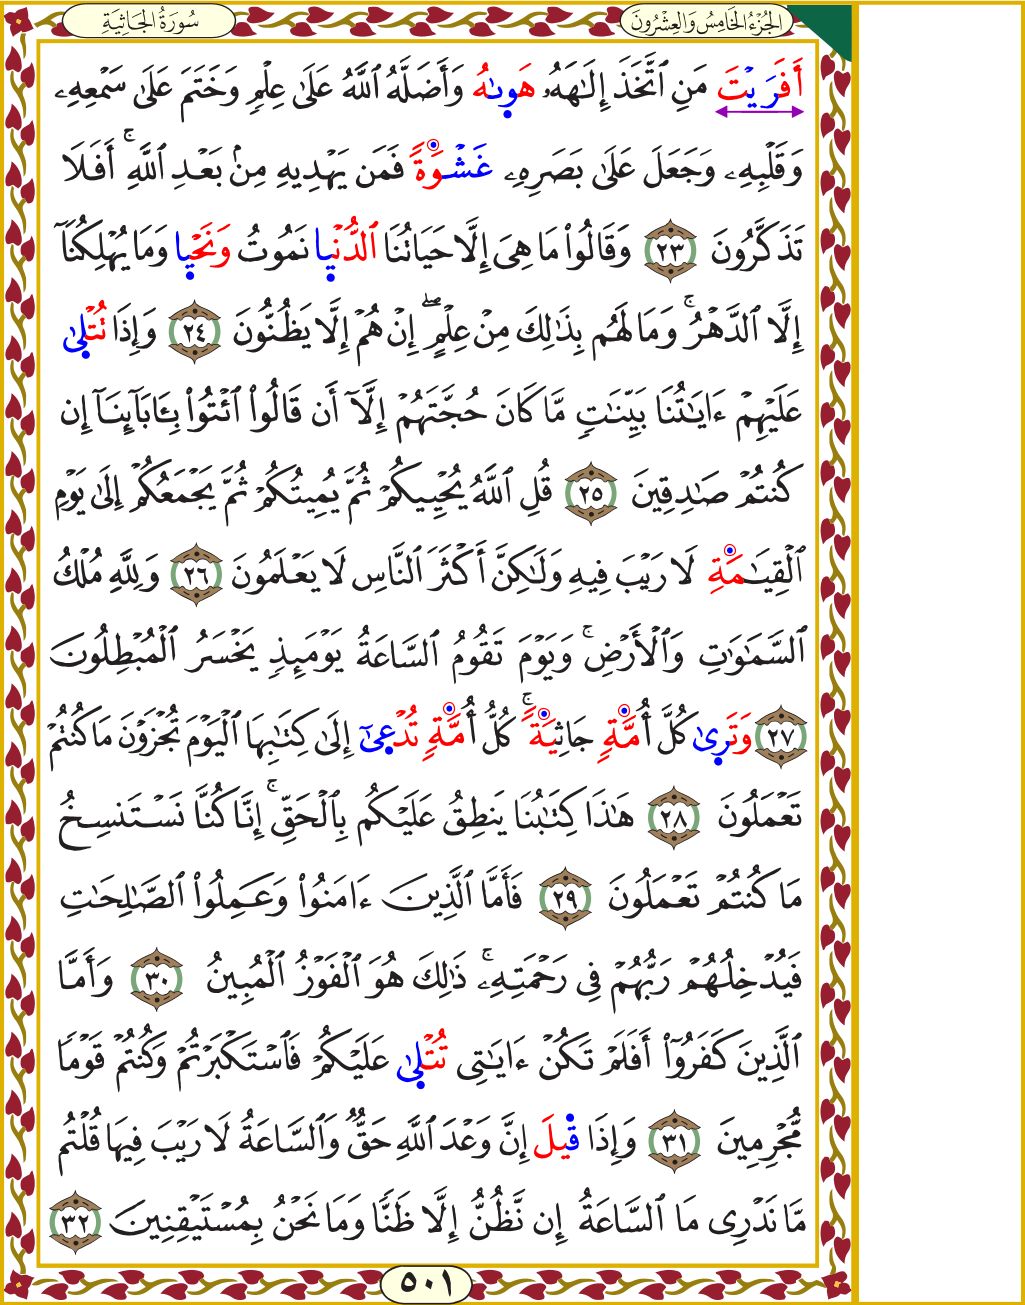 سُورَةُ الجَاثِيَةِ
الجُزْءُ الخَامِسُ وَالعِشْرُونَ
أَفَرَيْتَ مَنِ ٱتَّخَذَ إِلَٰهَهُۥ هَوٜىٰهُ وَأَضَلَّهُ ٱللَّهُ عَلَىٰ عِلْمٖ وَخَتَمَ عَلَىٰ سَمْعِهِۦ
وَقَلْبِهِۦ وَجَعَلَ عَلَىٰ بَصَرِهِۦ غَشْوَةٗ فَمَن يَهْدِيهِ مِنۢ بَعْدِ ٱللَّهِۚ أَفَلَا
تَذَّكَّرُونَ ٢٣ وَقَالُواْ مَا هِىَ إِلَّا حَيَاتُنَا ٱلدُّنْيٜا نَمُوتُ وَنَحْيٜا وَمَا يُهْلِكُنَآ
إِلَّا ٱلدَّهْرُۚ وَمَا لَهُم بِذَٰلِكَ مِنْ عِلْمٍۖ إِنْ هُمْ إِلَّا يَظُنُّونَ ٢٤ وَإِذَا تُتْلٜىٰ
عَلَيْهِمْ ءَايَٰتُنَا بَيِّنَٰتٖ مَّا كَانَ حُجَّتَهُمْ إِلَّآ أَن قَالُواْ ٱئْتُواْ بِـَٔابَآئِنَآ إِن
كُنتُمْ صَٰدِقِينَ ٢٥ قُلِ ٱللَّهُ يُحْيِيكُمْ ثُمَّ يُمِيتُكُمْ ثُمَّ يَجْمَعُكُمْ إِلَىٰ يَوْمِ
ٱلْقِيَٰمَةِ لَا رَيْبَ فِيهِ وَلَٰكِنَّ أَكْثَرَ ٱلنَّاسِ لَا يَعْلَمُونَ ٢٦ وَلِلَّهِ مُلْكُ
ٱلسَّمَٰوَٰتِ وَٱلْأَرْضِۚ وَيَوْمَ تَقُومُ ٱلسَّاعَةُ يَوْمَئِذٖ يَخْسَرُ ٱلْمُبْطِلُونَ
٢٧ وَتَرٜىٰ كُلَّ أُمَّةٖ جَاثِيَةٗۚ كُلُّ أُمَّةٖ تُدْعٜىٰٓ إِلَىٰ كِتَٰبِهَا ٱلْيَوْمَ تُجْزَوْنَ مَا كُنتُمْ
تَعْمَلُونَ ٢٨ هَٰذَا كِتَٰبُنَا يَنطِقُ عَلَيْكُم بِٱلْحَقِّۚ إِنَّا كُنَّا نَسْتَنسِخُ
مَا كُنتُمْ تَعْمَلُونَ ٢٩ فَأَمَّا ٱلَّذِينَ ءَامَنُواْ وَعَمِلُواْ ٱلصَّٰلِحَٰتِ
فَيُدْخِلُهُمْ رَبُّهُمْ فِى رَحْمَتِهِۦۚ ذَٰلِكَ هُوَ ٱلْفَوْزُ ٱلْمُبِينُ ٣٠ وَأَمَّا
ٱلَّذِينَ كَفَرُوٓاْ أَفَلَمْ تَكُنْ ءَايَٰتِى تُتْلٜىٰ عَلَيْكُمْ فَٱسْتَكْبَرْتُمْ وَكُنتُمْ قَوْمٗا
مُّجْرِمِينَ ٣١ وَإِذَا قِيلَ إِنَّ وَعْدَ ٱللَّهِ حَقّٞ وَٱلسَّاعَةُ لَا رَيْبَ فِيهَا قُلْتُم
مَّا نَدْرِى مَا ٱلسَّاعَةُ إِن نَّظُنُّ إِلَّا ظَنّٗا وَمَا نَحْنُ بِمُسْتَيْقِنِينَ ٣٢
٥٠١